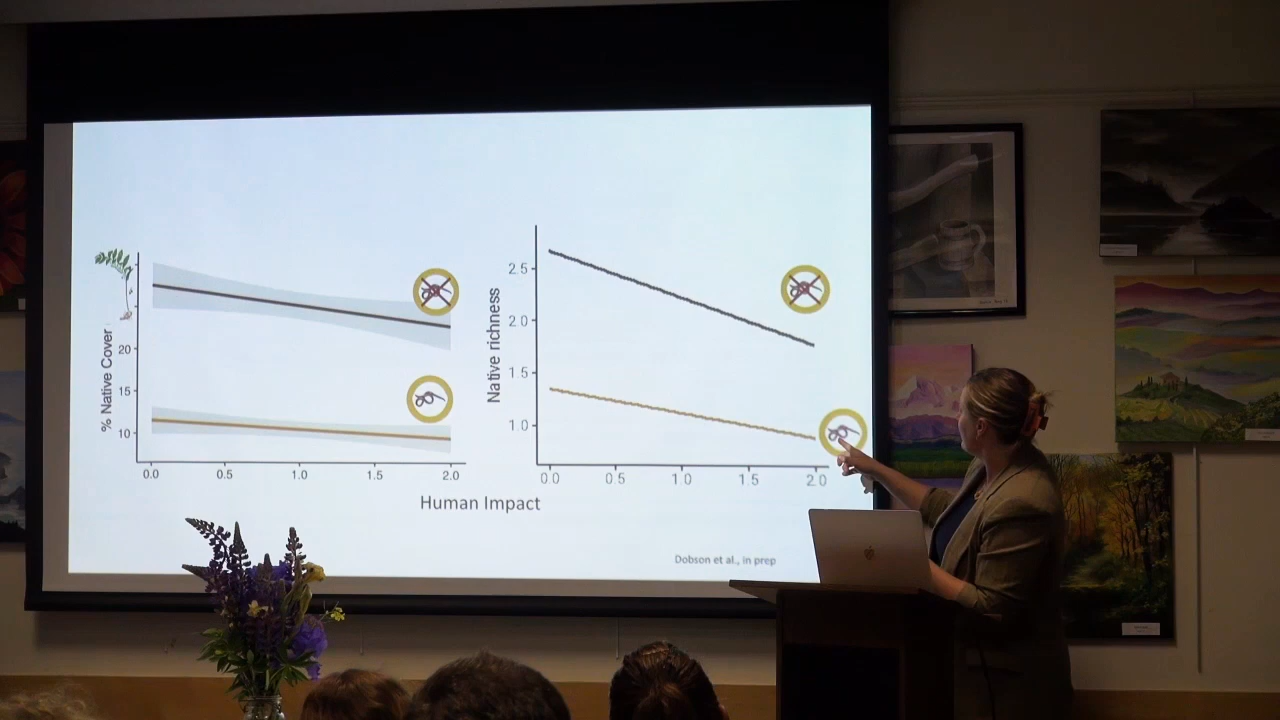 % Native Cover
20
15
10
0.0 0.5 1.0 1.5 2.0
Native richness
2.5
2.0
1 5
1.0
0 0 0 5 1 0 1 5 2 0
Human Impact
Dobson et al., in prep